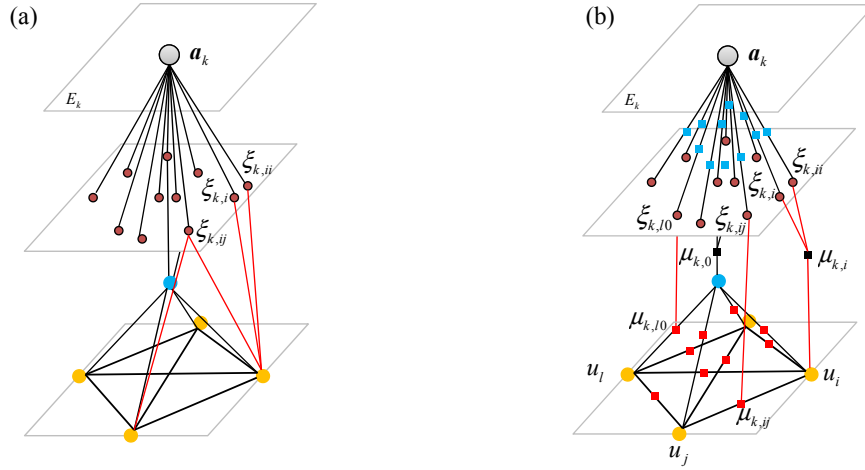 (a)
a_k
E_k
ξ_{k,ii}
ξ_{k,i}
ξ_{k,ij}
(b)
a_k
E_k
ξ_{k,ii}
ξ_{k,i}
ξ_{k,l0}
ξ_{k,ij}
μ_{k,0}
μ_{k,i}
μ_{k,l0}
u_l
u_i
μ_{k,ij}
u_j